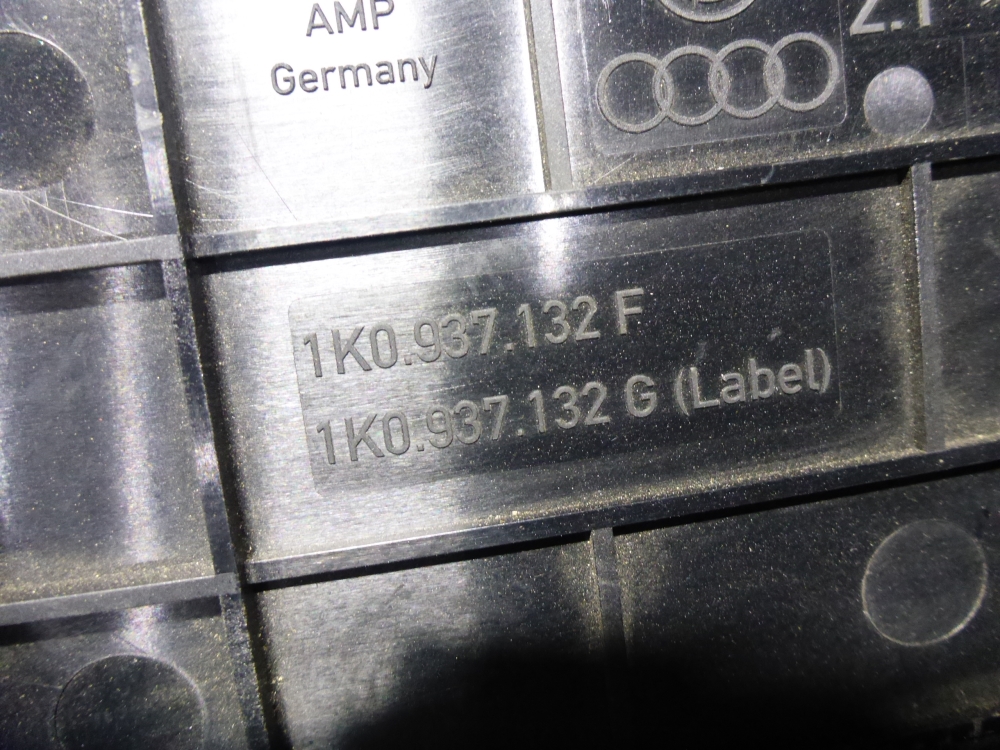 AMP
Germany
1K0.937.132 F
1K0.937.132 G (Label)